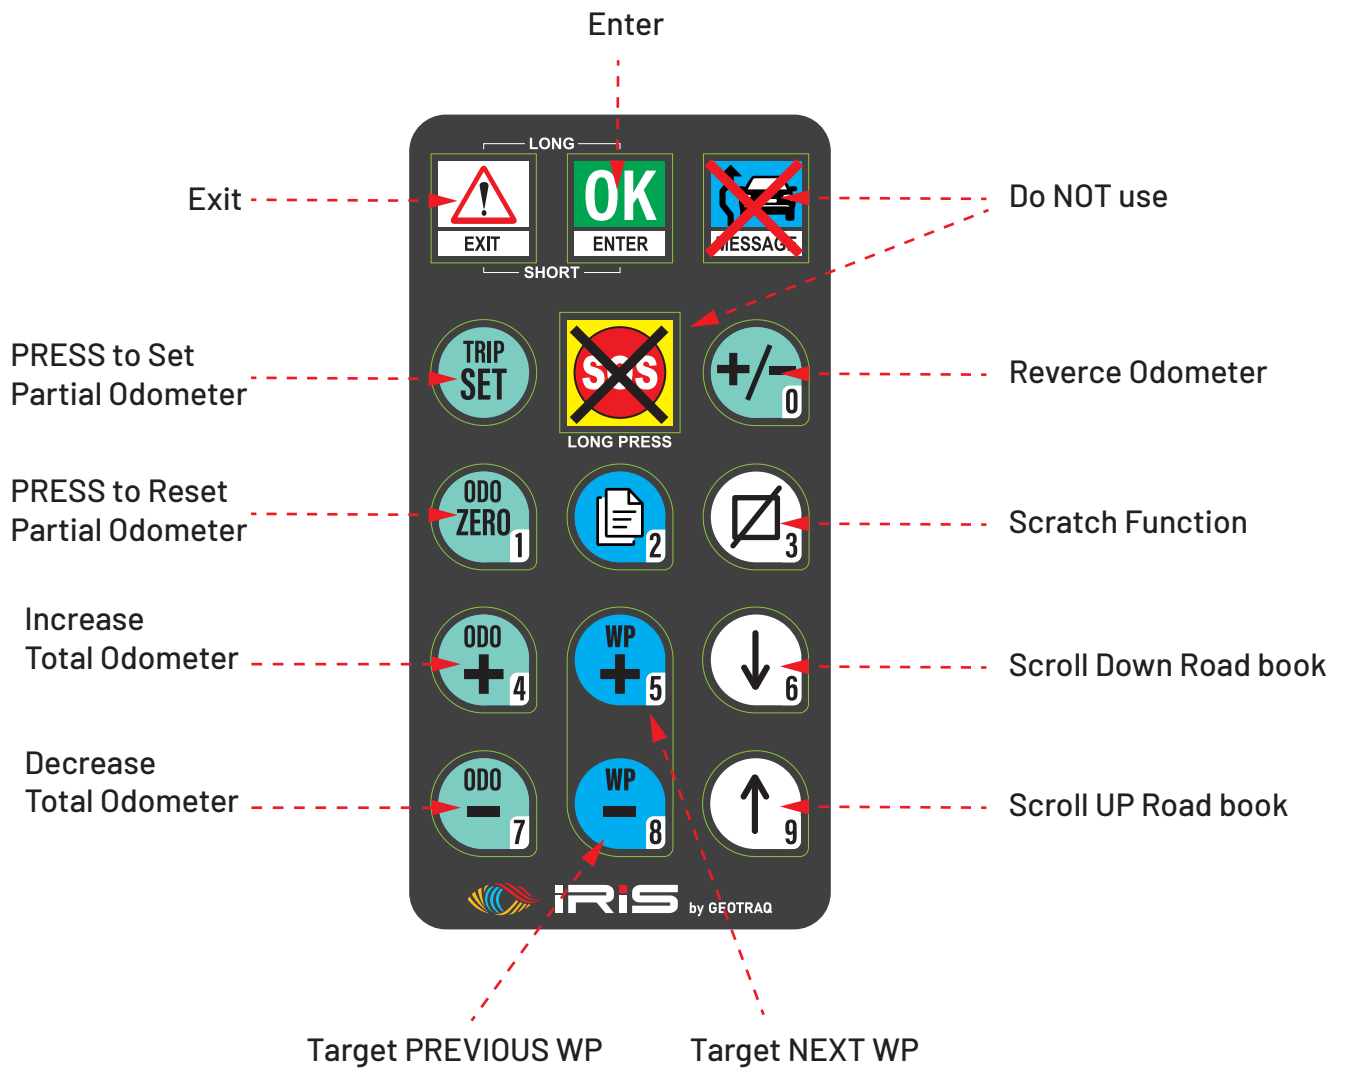 Enter
LONG
Exit
EXIT
OK
ENTER
MESSAGE
Do NOT use
SHORT
PRESS to Set
Partial Odometer
TRIP
SET
SOS
LONG PRESS
+/-
0
Reverce Odometer
PRESS to Reset
Partial Odometer
ODO
ZERO
1
2
3
Scratch Function
Increase
Total Odometer
ODO
+
4
WP
+
5
6
Scroll Down Road book
Decrease
Total Odometer
ODO
-
7
WP
-
8
9
Scroll UP Road book
iRiS by GEOTRAQ
Target PREVIOUS WP
Target NEXT WP